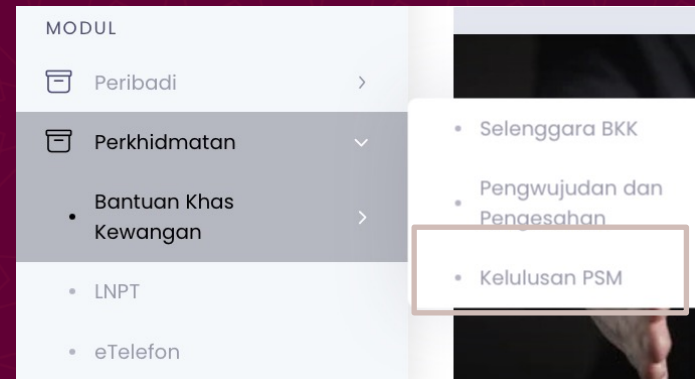 MODUL
Peribadi
Perkhidmatan
Bantuan Khas
Kewangan
LNPT
eTelefon
Selenggara BKK
Pengwujudan dan
Pengesahan
Kelulusan PSM